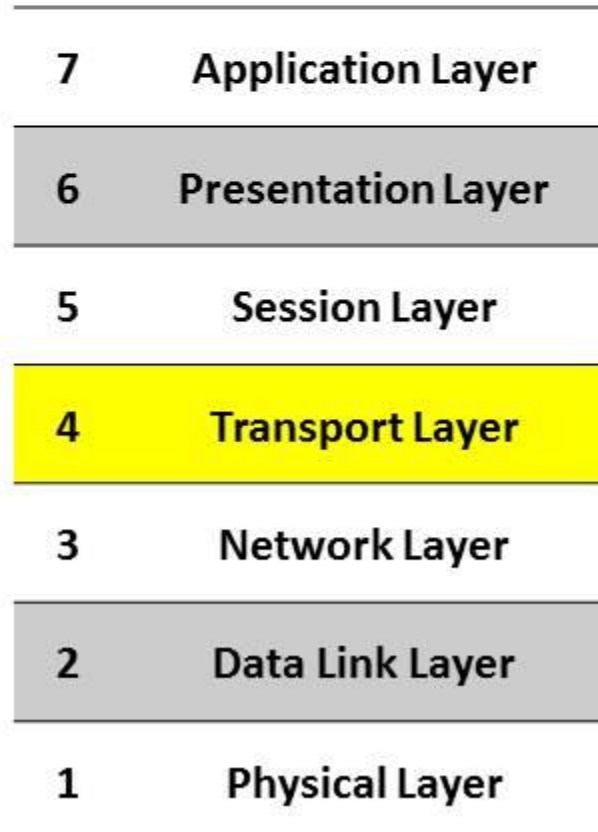 7 Application Layer
6 Presentation Layer
5 Session Layer
4 Transport Layer
3 Network Layer
2 Data Link Layer
1 Physical Layer